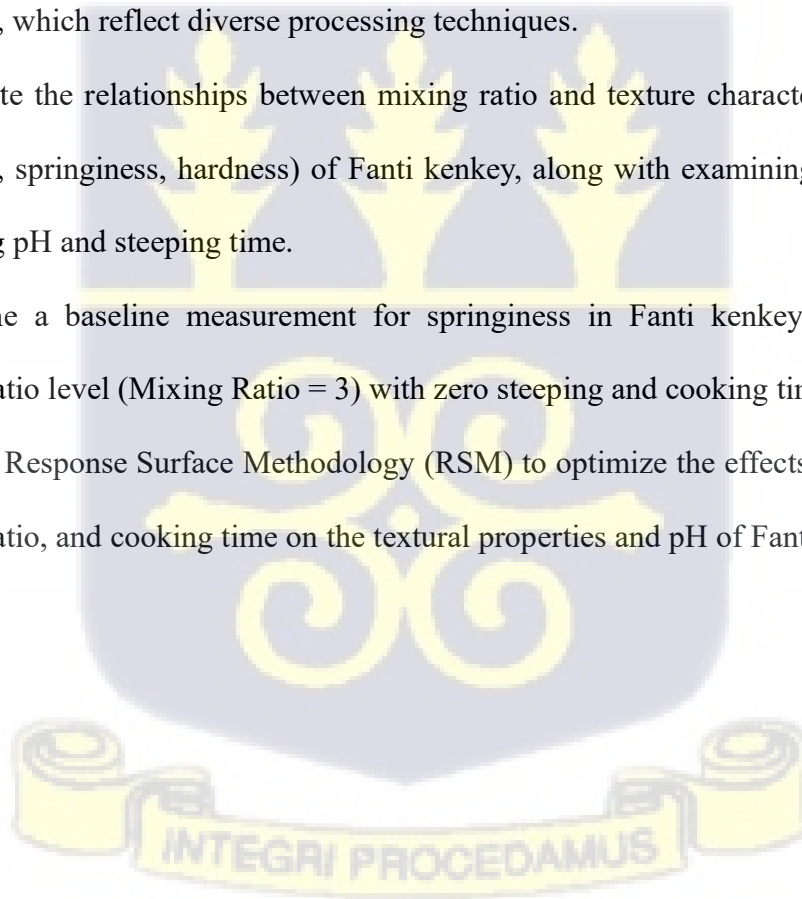 , which reflect diverse processing techniques.
te the relationships between mixing ratio and texture characte
, springiness, hardness) of Fanti kenkey, along with examining
g pH and steeping time.
ne a baseline measurement for springiness in Fanti kenkey
atio level (Mixing Ratio = 3) with zero steeping and cooking tim
Response Surface Methodology (RSM) to optimize the effects
atio, and cooking time on the textural properties and pH of Fant
INTEGRI PROCEDAMUS